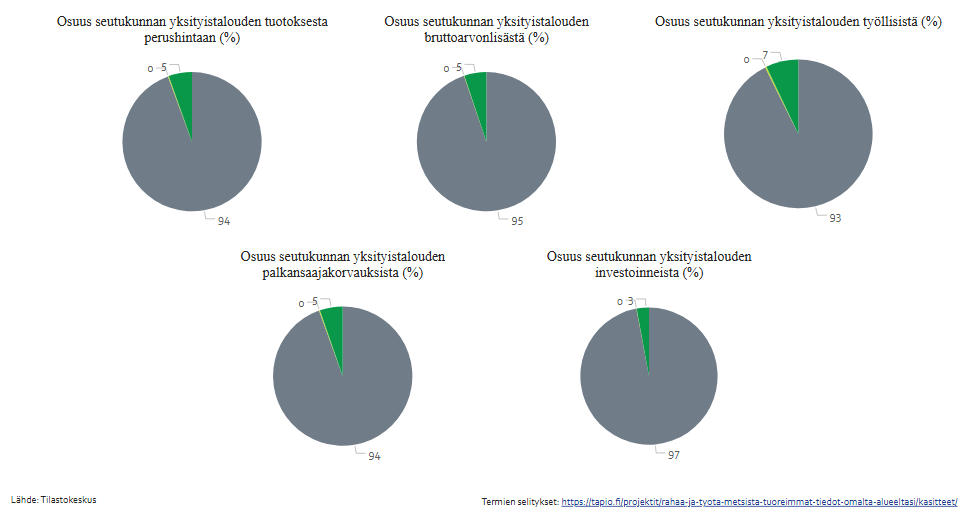 Osuus seutukunnan yksityistalouden tuotoksesta
perushintaan (%)
0
5
94
Osuus seutukunnan yksityistalouden
bruttoarvonlisästä (%)
0
5
95
Osuus seutukunnan yksityistalouden työllisistä (%)
0
7
93
Osuus seutukunnan yksityistalouden
palkansaajakorvauksista (%)
0
5
94
Osuus seutukunnan yksityistalouden
investoinneista (%)
0
3
97
Lähde: Tilastokeskus
Termien selitykset: https://tapio.fi/projektit/rahaa-ja-tyota-metsista-tuoreimmat-tiedot-omalta-alueeltasi/kasitteet/